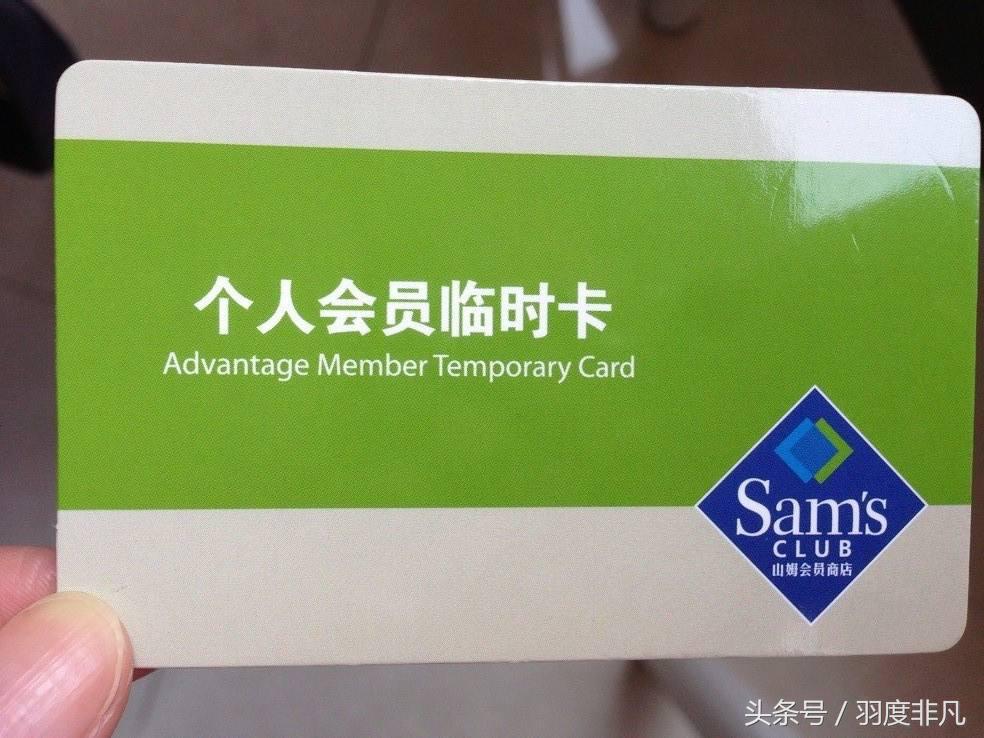 个人会员临时卡
Advantage Member Temporary Card
Sam's
CLUB
山姆会员商店
头条号 / 羽度非凡